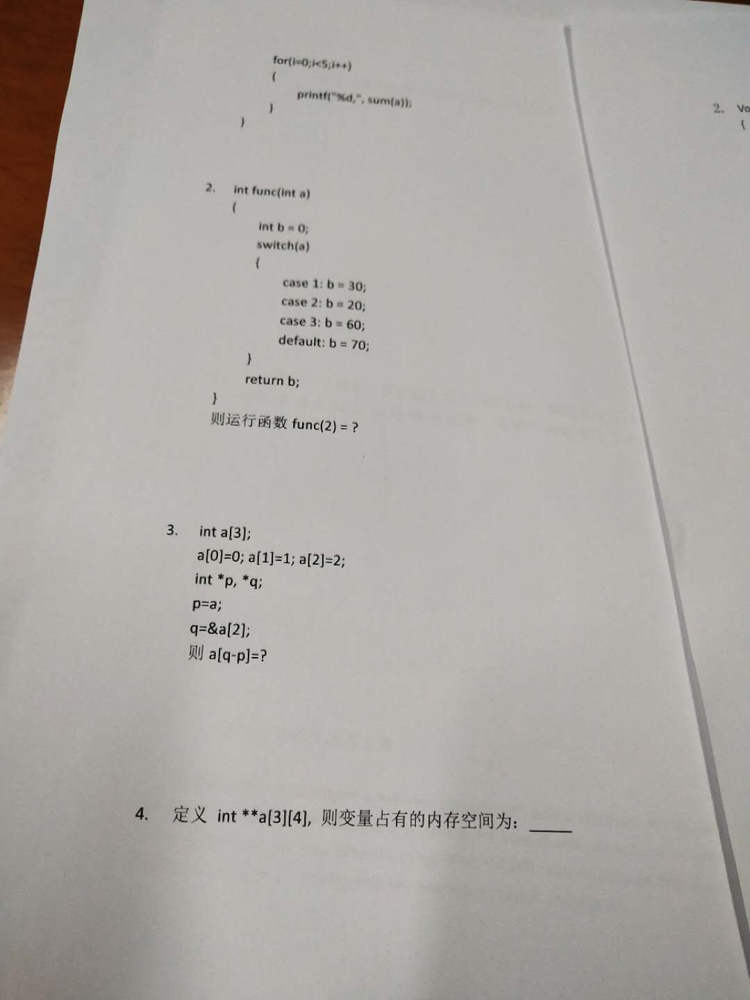 for(i=0;i<5;i++)
{
printf("%d,", sum(a));
}
}
2. int func(int a)
{
int b = 0;
switch(a)
{
case 1: b = 30;
case 2: b = 20;
case 3: b = 60;
default: b = 70;
}
return b;
}
则运行函数 func(2) = ?
3. int a[3];
a[0]=0; a[1]=1; a[2]=2;
int *p, *q;
p=a;
q=&a[2];
则 a[q-p]=?
4. 定义 int **a[3][4], 则变量占有的内存空间为: _____
2.
{